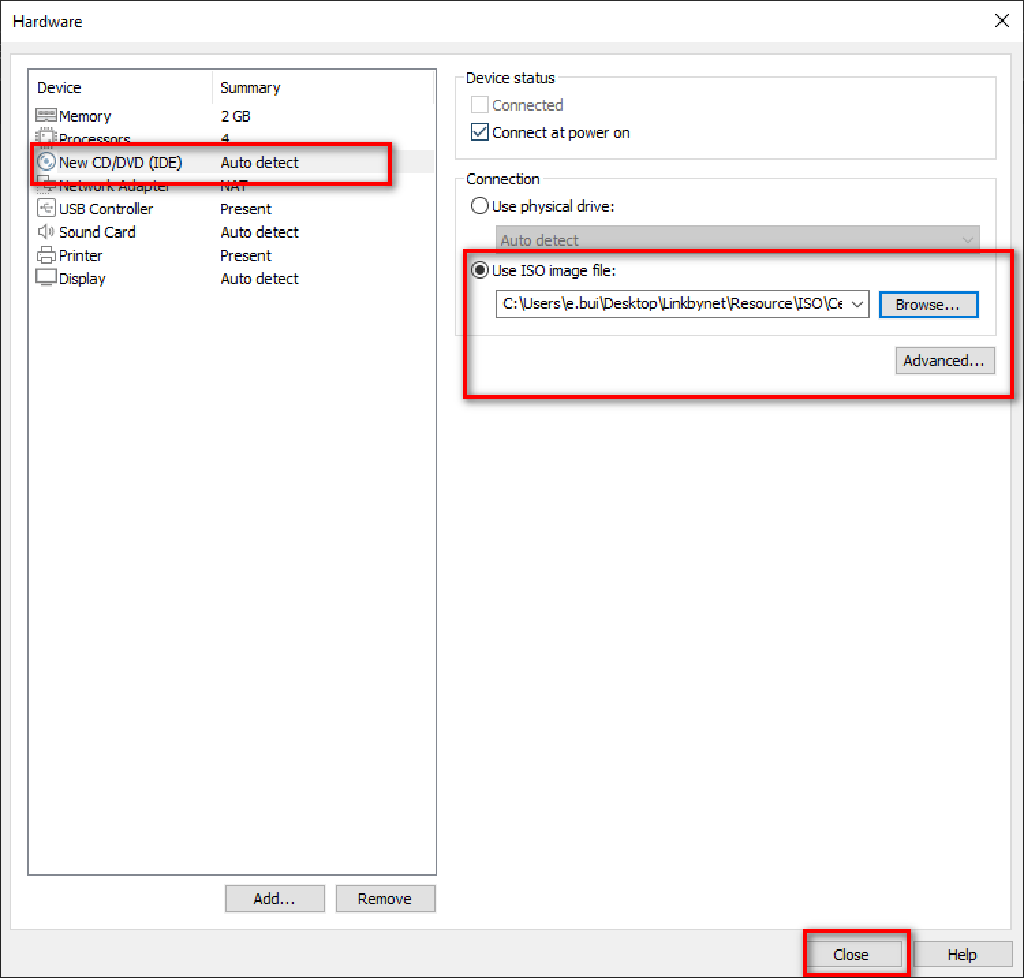 Hardware
Device Summary
Memory 2 GB
Processors 4
New CD/DVD (IDE) Auto detect
Network Adapter NAT
USB Controller Present
Sound Card Auto detect
Printer Present
Display Auto detect
Add... Remove
Device status
Connected
Connect at power on
Connection
Use physical drive:
Auto detect
Use ISO image file:
C:\Users\e.bui\Desktop\Linkbynet\Resource\ISO\Ce Browse...
Advanced...
Close Help